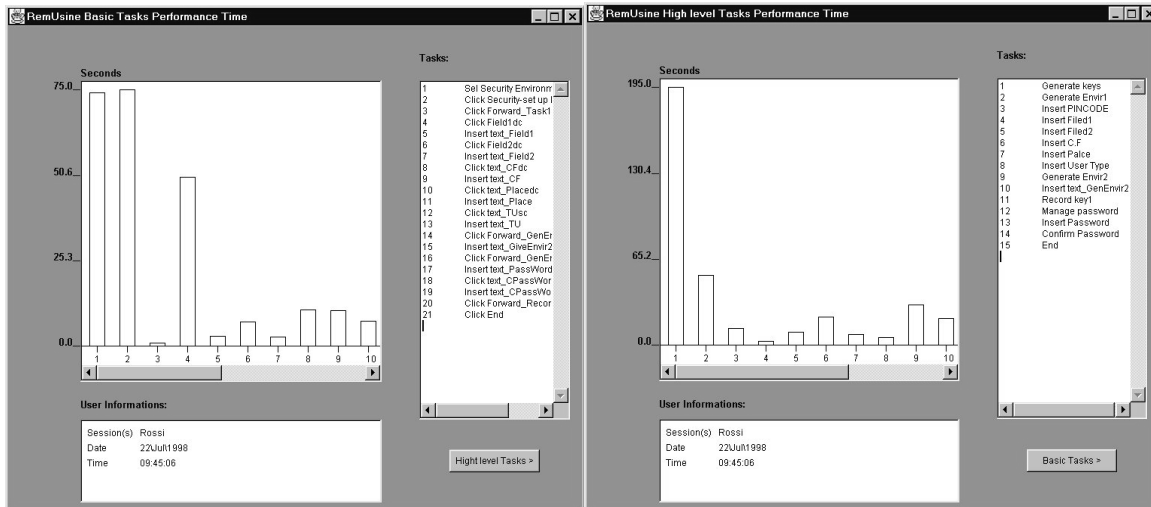 RemUsine Basic Tasks Performance Time
Seconds
75.0
50.6
25.3
0.0
1 2 3 4 5 6 7 8 9 10
Tasks:
1 Sel Security Environm
2 Click Security-set up
3 Click Forward_Task1
4 Click Field1dc
5 Insert text_Field1
6 Click Field2dc
7 Insert text_Field2
8 Click text_CFdc
9 Insert text_CF
10 Click text_Placedc
11 Insert text_Place
12 Click text_TUsc
13 Insert text_TU
14 Click Forward_GenEr
15 Insert text_GiveEnvir2
16 Click Forward_GenEr
17 Insert text_PassWord
18 Click text_CPassWor
19 Insert text_CPassWo
20 Click Forward_Recor
21 Click End
User Informations:
Session(s) Rossi
Date 22\Jul\1998
Time 09:45:06
Hight level Tasks >
RemUsine High level Tasks Performance Time
Seconds
195.0
130.4
65.2
0.0
1 2 3 4 5 6 7 8 9 10
Tasks:
1 Generate keys
2 Generate Envir1
3 Insert PINCODE
4 Insert Filed1
5 Insert Filed2
6 Insert C.F
7 Insert Palce
8 Insert User Type
9 Generate Envir2
10 Insert text_GenEnvir2
11 Record key1
12 Manage password
13 Insert Password
14 Confirm Password
15 End
User Informations:
Session(s) Rossi
Date 22\Jul\1998
Time 09:45:06
Basic Tasks >